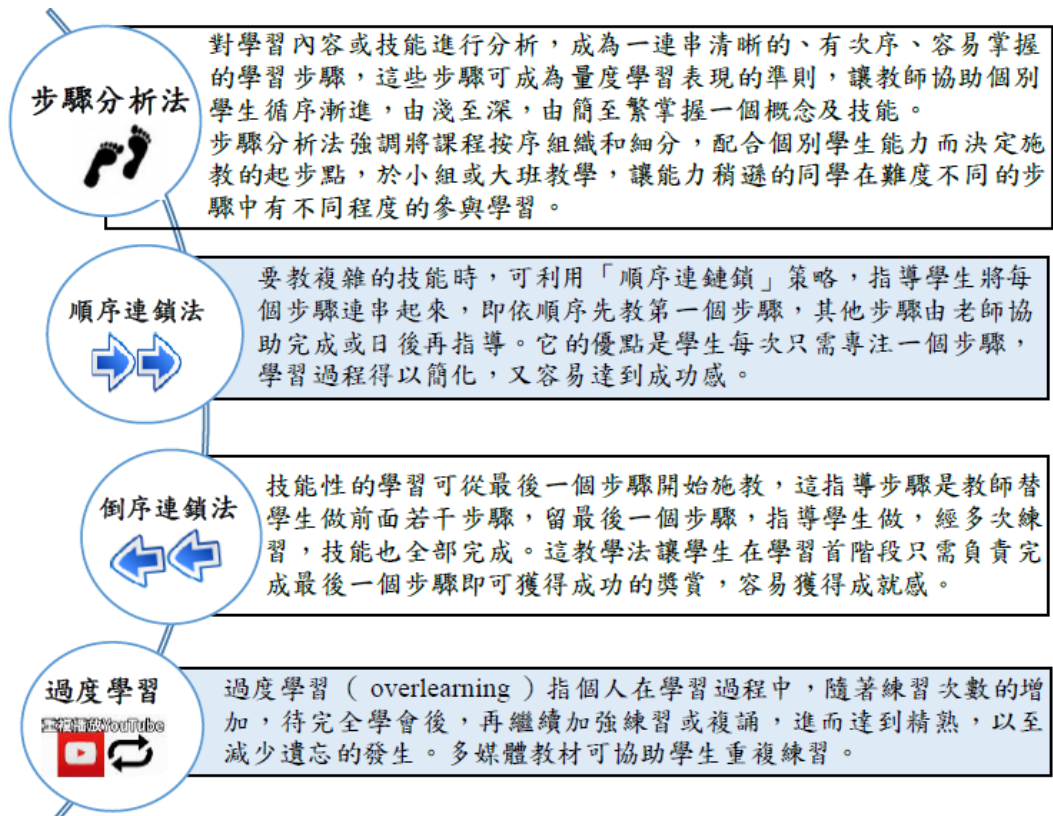 步驟分析法
對學習內容或技能進行分析，成為一連串清晰的、有次序、容易掌握
的學習步驟，這些步驟可成為量度學習表現的準則，讓教師協助個別
學生循序漸進，由淺至深，由簡至繁掌握一個概念及技能。
步驟分析法強調將課程按序組織和細分，配合個別學生能力而決定施
教的起步點，於小組或大班教學，讓能力稍遜的同學在難度不同的步
驟中有不同程度的參與學習。
順序連鎖法
要教複雜的技能時，可利用「順序連鏈鎖」策略，指導學生將每
個步驟連串起來，即依順序先教第一個步驟，其他步驟由老師協
助完成或日後再指導。它的優點是學生每次只需專注一個步驟，
學習過程得以簡化，又容易達到成功感。
倒序連鎖法
技能性的學習可從最後一個步驟開始施教，這指導步驟是教師替
學生做前面若干步驟，留最後一個步驟，指導學生做，經多次練
習，技能也全部完成。這教學法讓學生在學習首階段只需負責完
成最後一個步驟即可獲得成功的獎賞，容易獲得成就感。
過度學習
YouTube
過度學習（ overlearning ）指個人在學習過程中，隨著練習次數的增
加，待完全學會後，再繼續加強練習或複誦，進而達到精熟，以至
減少遺忘的發生。多媒體教材可協助學生重複練習。